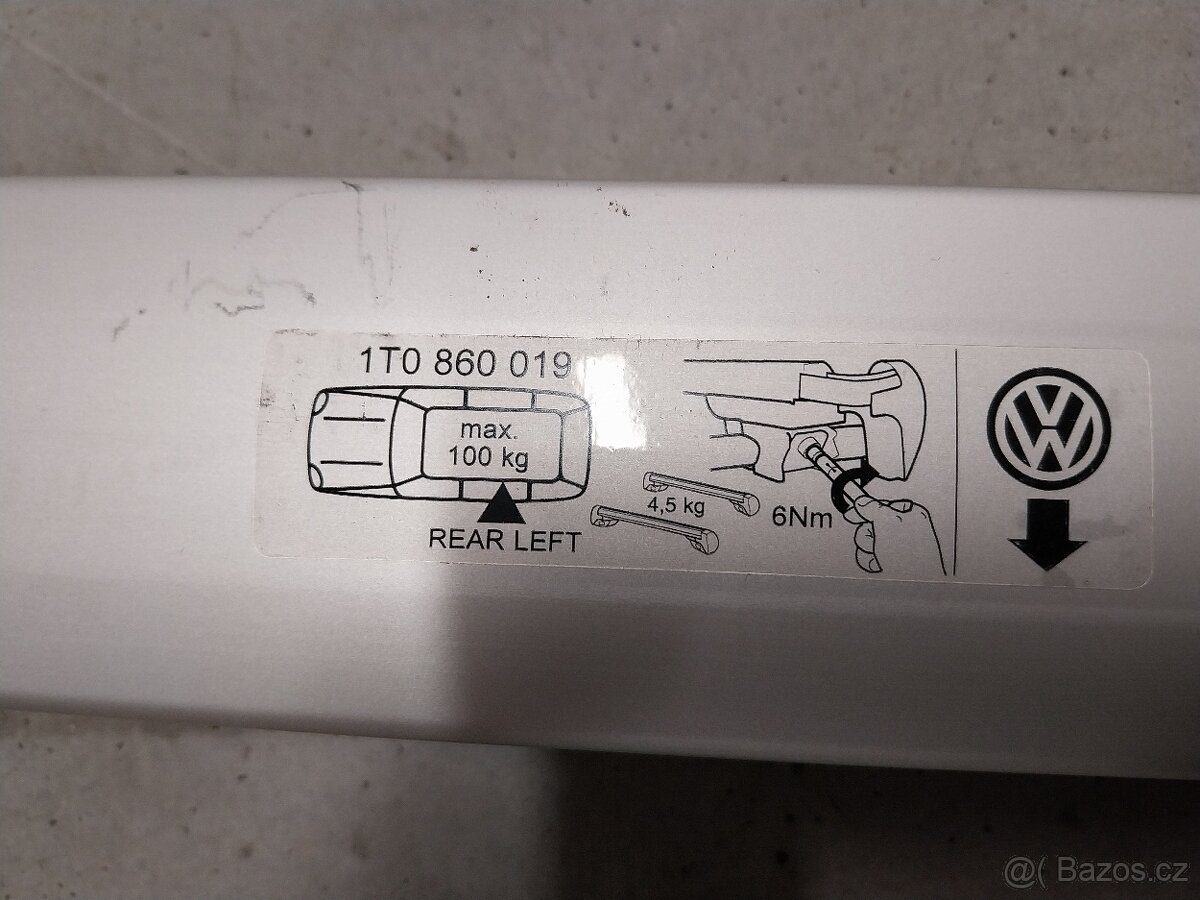 1T0 860 019
max.
100 kg
REAR LEFT
4,5 kg
6Nm
@( Bazos.cz